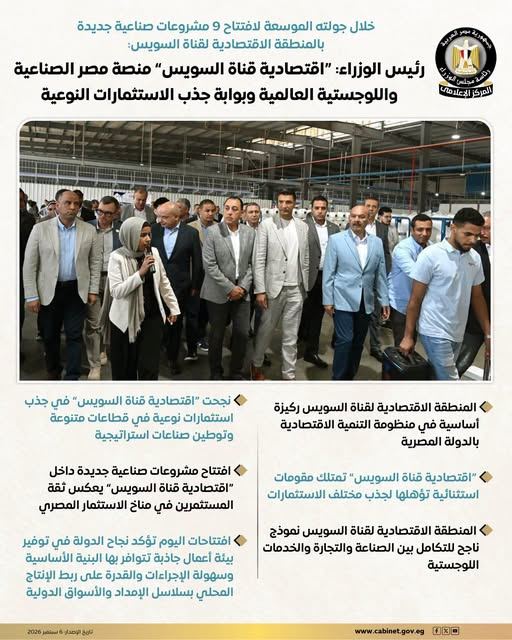 خلال جولته الموسعة لافتتاح 9 مشروعات صناعية جديدة
بالمنطقة الاقتصادية لقناة السويس:
رئيس الوزراء: "اقتصادية قناة السويس" منصة مصر الصناعية
واللوجستية العالمية وبوابة جذب الاستثمارات النوعية
جمهورية مصر العربية
رئاسة مجلس الوزراء
المركز الإعلامي
المنطقة الاقتصادية لقناة السويس ركيزة
أساسية في منظومة التنمية الاقتصادية
بالدولة المصرية
"اقتصادية قناة السويس" تمتلك مقومات
استثنائية تؤهلها لجذب مختلف الاستثمارات
المنطقة الاقتصادية لقناة السويس نموذج
ناجح للتكامل بين الصناعة والتجارة والخدمات
اللوجستية
نجحت "اقتصادية قناة السويس" في جذب
استثمارات نوعية في قطاعات متنوعة
وتوطين صناعات استراتيجية
افتتاح مشروعات صناعية جديدة داخل
"اقتصادية قناة السويس" يعكس ثقة
المستثمرين في مناخ الاستثمار المصري
افتتاحات اليوم تؤكد نجاح الدولة في توفير
بيئة أعمال جاذبة تتوافر بها البنية الأساسية
وسهولة الإجراءات والقدرة على ربط الإنتاج
المحلي بسلاسل الإمداد والأسواق الدولية
www.cabinet.gov.eg
تاريخ الإصدار: 6 سبتمبر 2026